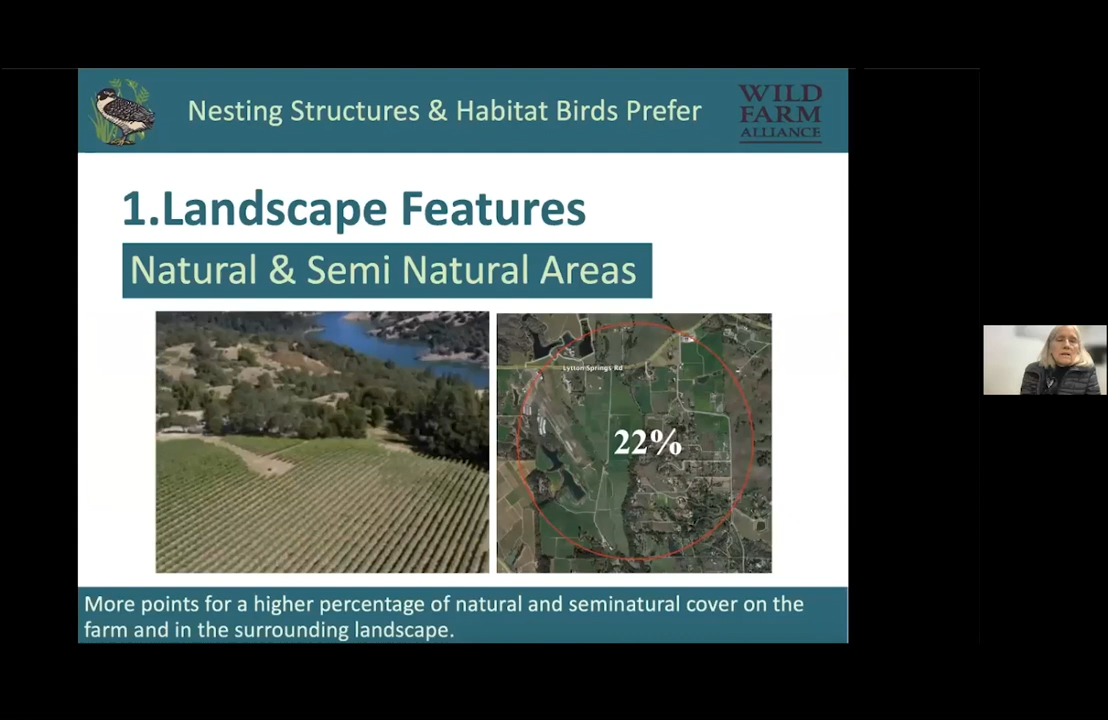 Nesting Structures & Habitat Birds Prefer
WILD
FARM
ALLIANCE
1.Landscape Features
Natural & Semi Natural Areas
Lytton Springs Rd
22%
More points for a higher percentage of natural and seminatural cover on the
farm and in the surrounding landscape.